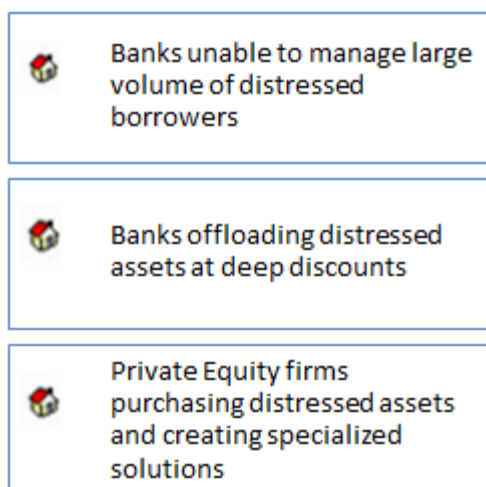 Banks unable to manage large
volume of distressed
borrowers
Banks offloading distressed
assets at deep discounts
Private Equity firms
purchasing distressed assets
and creating specialized
solutions